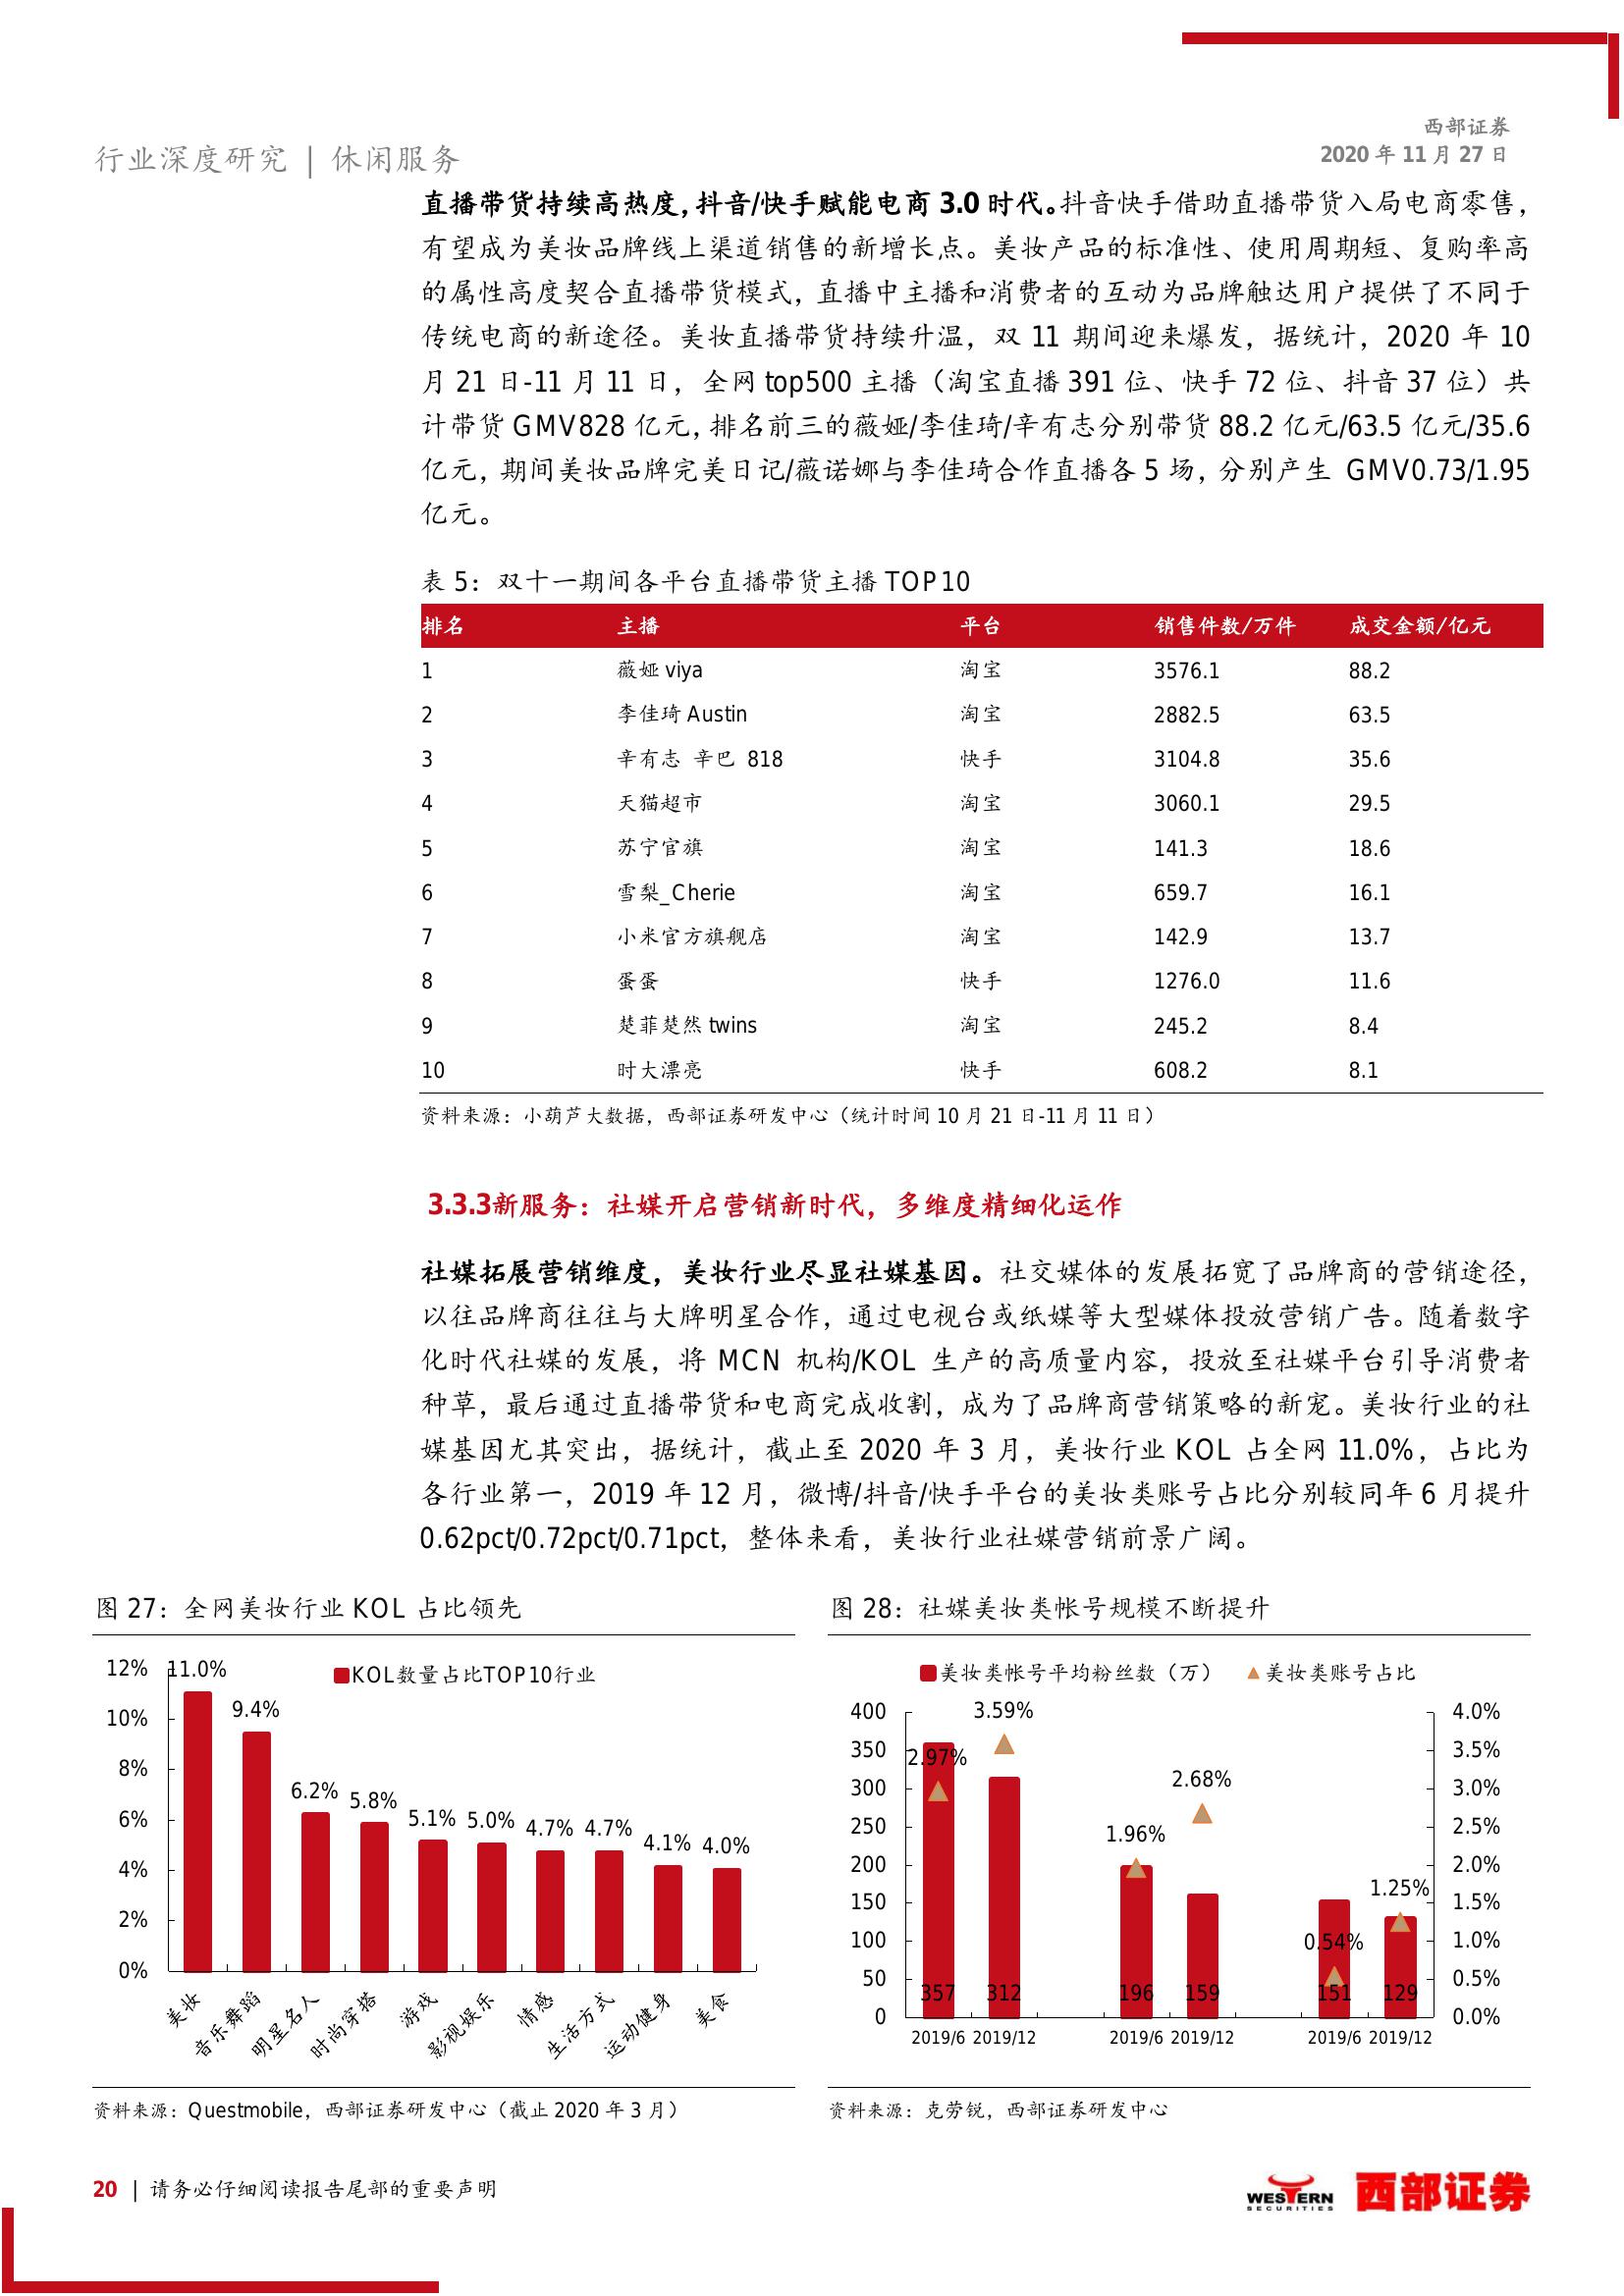 西部证券
2020 年 11 月 27 日
行业深度研究 | 休闲服务
直播带货持续高热度，抖音/快手赋能电商 3.0 时代。抖音快手借助直播带货入局电商零售，
有望成为美妆品牌线上渠道销售的新增长点。美妆产品的标准性、使用周期短、复购率高
的属性高度契合直播带货模式，直播中主播和消费者的互动为品牌触达用户提供了不同于
传统电商的新途径。美妆直播带货持续升温，双 11 期间迎来爆发，据统计，2020 年 10
月 21 日-11 月 11 日，全网 top500 主播（淘宝直播 391 位、快手 72 位、抖音 37 位）共
计带货 GMV828 亿元，排名前三的薇娅/李佳琦/辛有志分别带货 88.2 亿元/63.5 亿元/35.6
亿元，期间美妆品牌完美日记/薇诺娜与李佳琦合作直播各 5 场，分别产生 GMV0.73/1.95
亿元。
表 5：双十一期间各平台直播带货主播 TOP10
排名 主播 平台 销售件数/万件 成交金额/亿元
1 薇娅 viya 淘宝 3576.1 88.2
2 李佳琦 Austin 淘宝 2882.5 63.5
3 辛有志 辛巴 818 快手 3104.8 35.6
4 天猫超市 淘宝 3060.1 29.5
5 苏宁官旗 淘宝 141.3 18.6
6 雪梨_Cherie 淘宝 659.7 16.1
7 小米官方旗舰店 淘宝 142.9 13.7
8 蛋蛋 快手 1276.0 11.6
9 楚菲楚然 twins 淘宝 245.2 8.4
10 时大漂亮 快手 608.2 8.1
资料来源：小葫芦大数据，西部证券研发中心（统计时间 10 月 21 日-11 月 11 日）
3.3.3新服务：社媒开启营销新时代，多维度精细化运作
社媒拓展营销维度，美妆行业尽显社媒基因。社交媒体的发展拓宽了品牌商的营销途径，
以往品牌商往往与大牌明星合作，通过电视台或纸媒等大型媒体投放营销广告。随着数字
化时代社媒的发展，将 MCN 机构/KOL 生产的高质量内容，投放至社媒平台引导消费者
种草，最后通过直播带货和电商完成收割，成为了品牌商营销策略的新宠。美妆行业的社
媒基因尤其突出，据统计，截止至 2020 年 3 月，美妆行业 KOL 占全网 11.0%，占比为
各行业第一，2019 年 12 月，微博/抖音/快手平台的美妆类账号占比分别较同年 6 月提升
0.62pct/0.72pct/0.71pct，整体来看，美妆行业社媒营销前景广阔。
图 27：全网美妆行业 KOL 占比领先
KOL数量占比TOP10行业
12%
10%
8%
6%
4%
2%
0%
11.0% 9.4% 6.2% 5.8% 5.1% 5.0% 4.7% 4.7% 4.1% 4.0%
美妆 音乐舞蹈 明星名人 时尚穿搭 游戏 影视娱乐 情感 生活方式 运动健身 美食
资料来源：Questmobile，西部证券研发中心（截止 2020 年 3 月）
图 28：社媒美妆类帐号规模不断提升
美妆类帐号平均粉丝数（万） 美妆类账号占比
400 4.0%
350 3.5%
300 3.0%
250 2.5%
200 2.0%
150 1.5%
100 1.0%
50 0.5%
0 0.0%
2.97% 3.59% 1.96% 2.68% 0.54% 1.25%
357 312 196 159 151 129
2019/6 2019/12 2019/6 2019/12 2019/6 2019/12
资料来源：克劳锐，西部证券研发中心
20 | 请务必仔细阅读报告尾部的重要声明
WESTERN
SECURITIES
西部证券